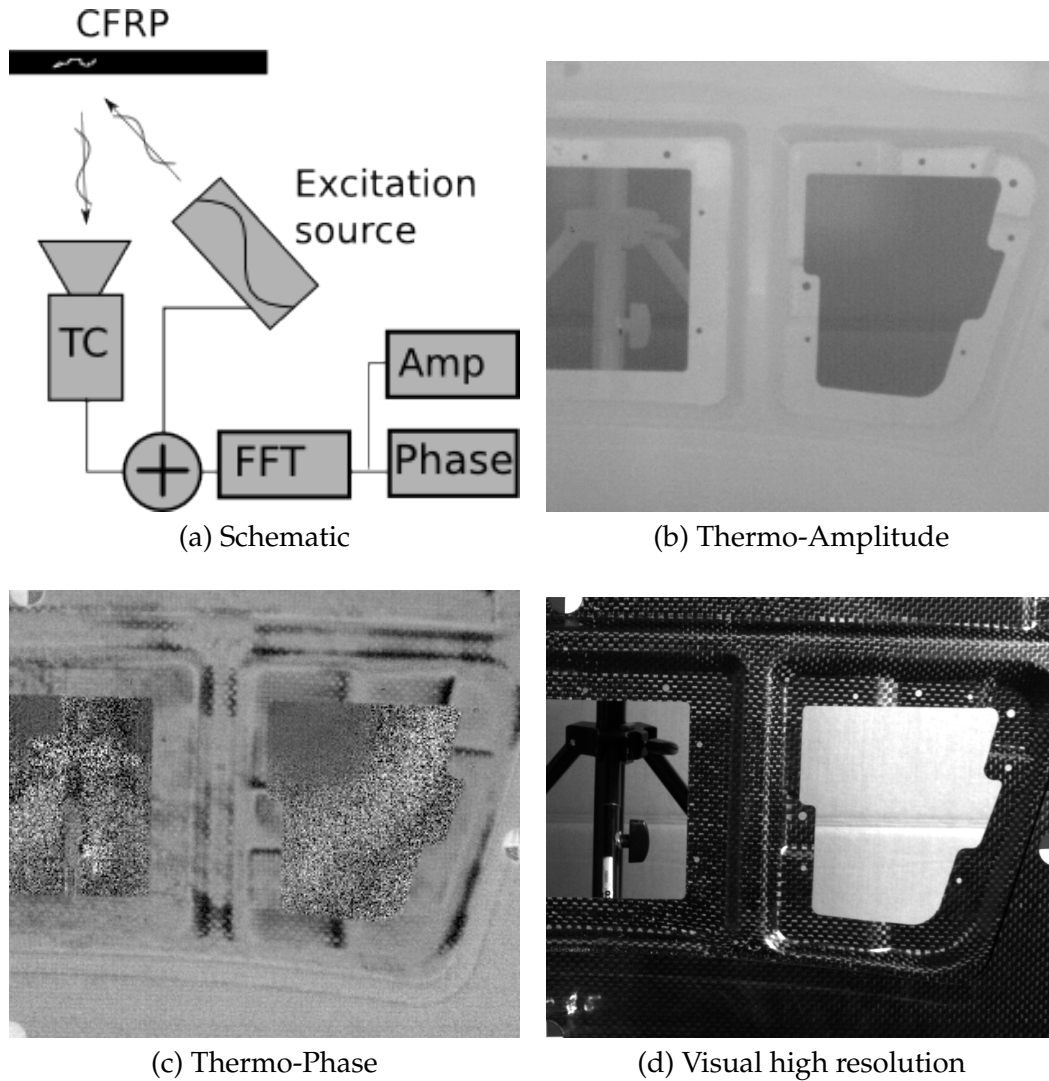 CFRP
Excitation
source
TC
Amp
FFT
Phase
(a) Schematic
(b) Thermo-Amplitude
(c) Thermo-Phase
(d) Visual high resolution